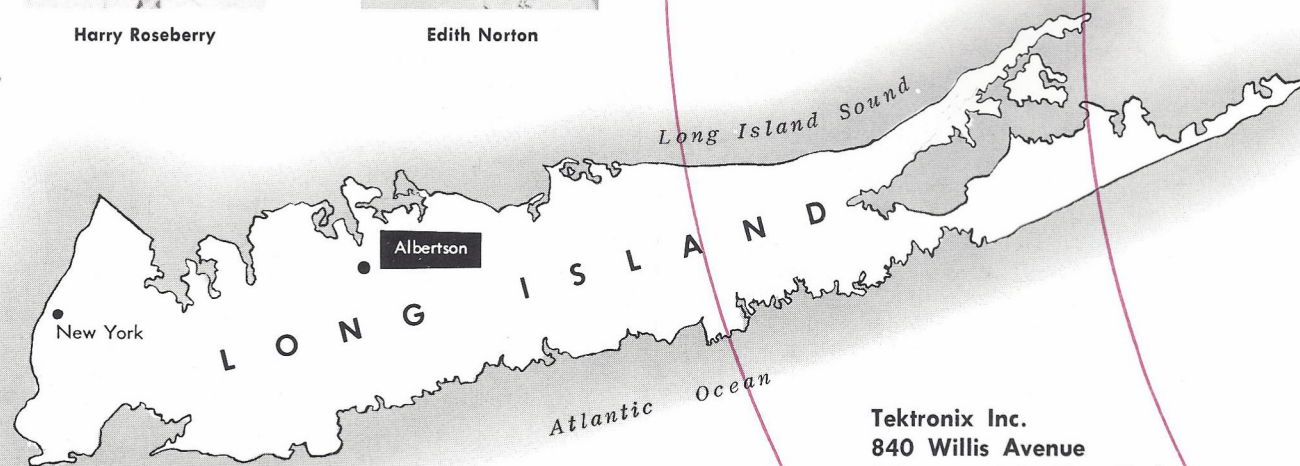 Harry Roseberry
Edith Norton
Long Island Sound
Albertson
New York
LONG ISLAND
Atlantic Ocean
Tektronix Inc.
840 Willis Avenue